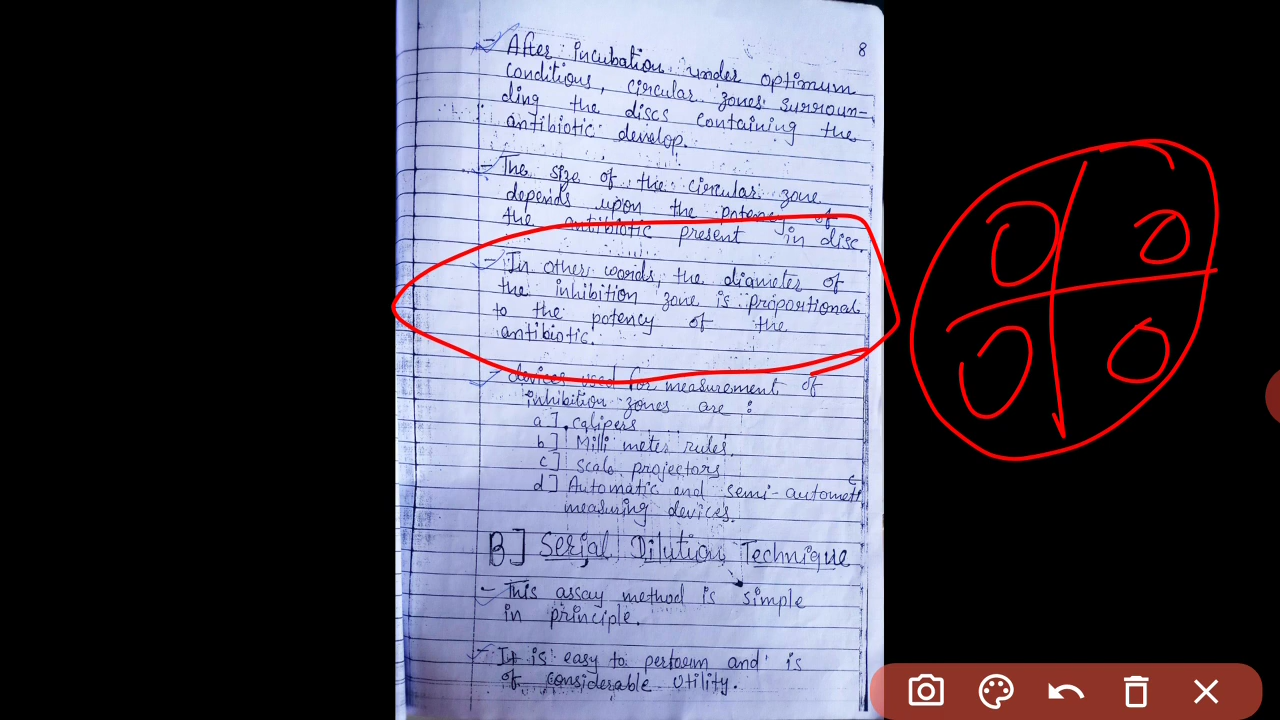 8
- After incubation under optimum
conditions, circular zones surroun-
ding the discs containing the
antibiotic develop.
- The size of the circular zone
depends upon the potency of
the antibiotic present in disc.
- In other words, the diameter of
the inhibition zone is proportional
to the potency of the
antibiotic.
- devices used for measurement of
inhibition zones are :
a] calipers
b] Milli meter rules.
c] scale projectors
d] Automatic and semi-automatic
measuring devices.
B] Serial Dilution Technique
- This assay method is simple
in principle.
- It is easy to perform and is
of considerable utility.